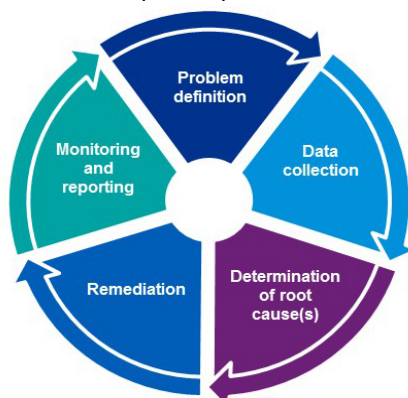 Problem
definition
Data
collection
Determination
of root
cause(s)
Remediation
Monitoring
and
reporting